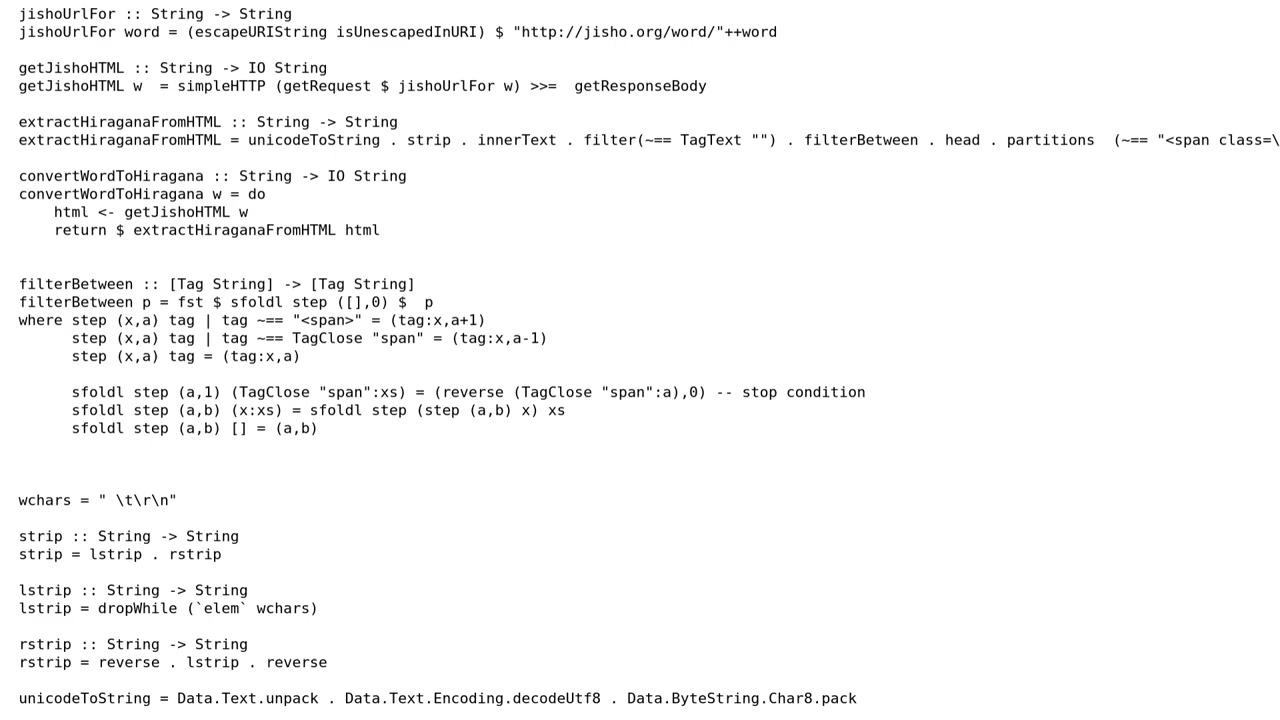 jishoUrlFor :: String -> String
jishoUrlFor word = (escapeURIString isUnescapedInURI) $ "http://jisho.org/word/"++word
getJishoHTML :: String -> IO String
getJishoHTML w  = simpleHTTP (getRequest $ jishoUrlFor w) >>=  getResponseBody
extractHiraganaFromHTML :: String -> String
extractHiraganaFromHTML = unicodeToString . strip . innerText . filter(~== TagText "") . filterBetween . head . partitions  (~== "<span class=\
convertWordToHiragana :: String -> IO String
convertWordToHiragana w = do
    html <- getJishoHTML w
    return $ extractHiraganaFromHTML html
filterBetween :: [Tag String] -> [Tag String]
filterBetween p = fst $ sfoldl step ([],0) $  p
where step (x,a) tag | tag ~== "<span>" = (tag:x,a+1)
      step (x,a) tag | tag ~== TagClose "span" = (tag:x,a-1)
      step (x,a) tag = (tag:x,a)
      sfoldl step (a,1) (TagClose "span":xs) = (reverse (TagClose "span":a),0) -- stop condition
      sfoldl step (a,b) (x:xs) = sfoldl step (step (a,b) x) xs
      sfoldl step (a,b) [] = (a,b)
wchars = " \t\r\n"
strip :: String -> String
strip = lstrip . rstrip
lstrip :: String -> String
lstrip = dropWhile (`elem` wchars)
rstrip :: String -> String
rstrip = reverse . lstrip . reverse
unicodeToString = Data.Text.unpack . Data.Text.Encoding.decodeUtf8 . Data.ByteString.Char8.pack